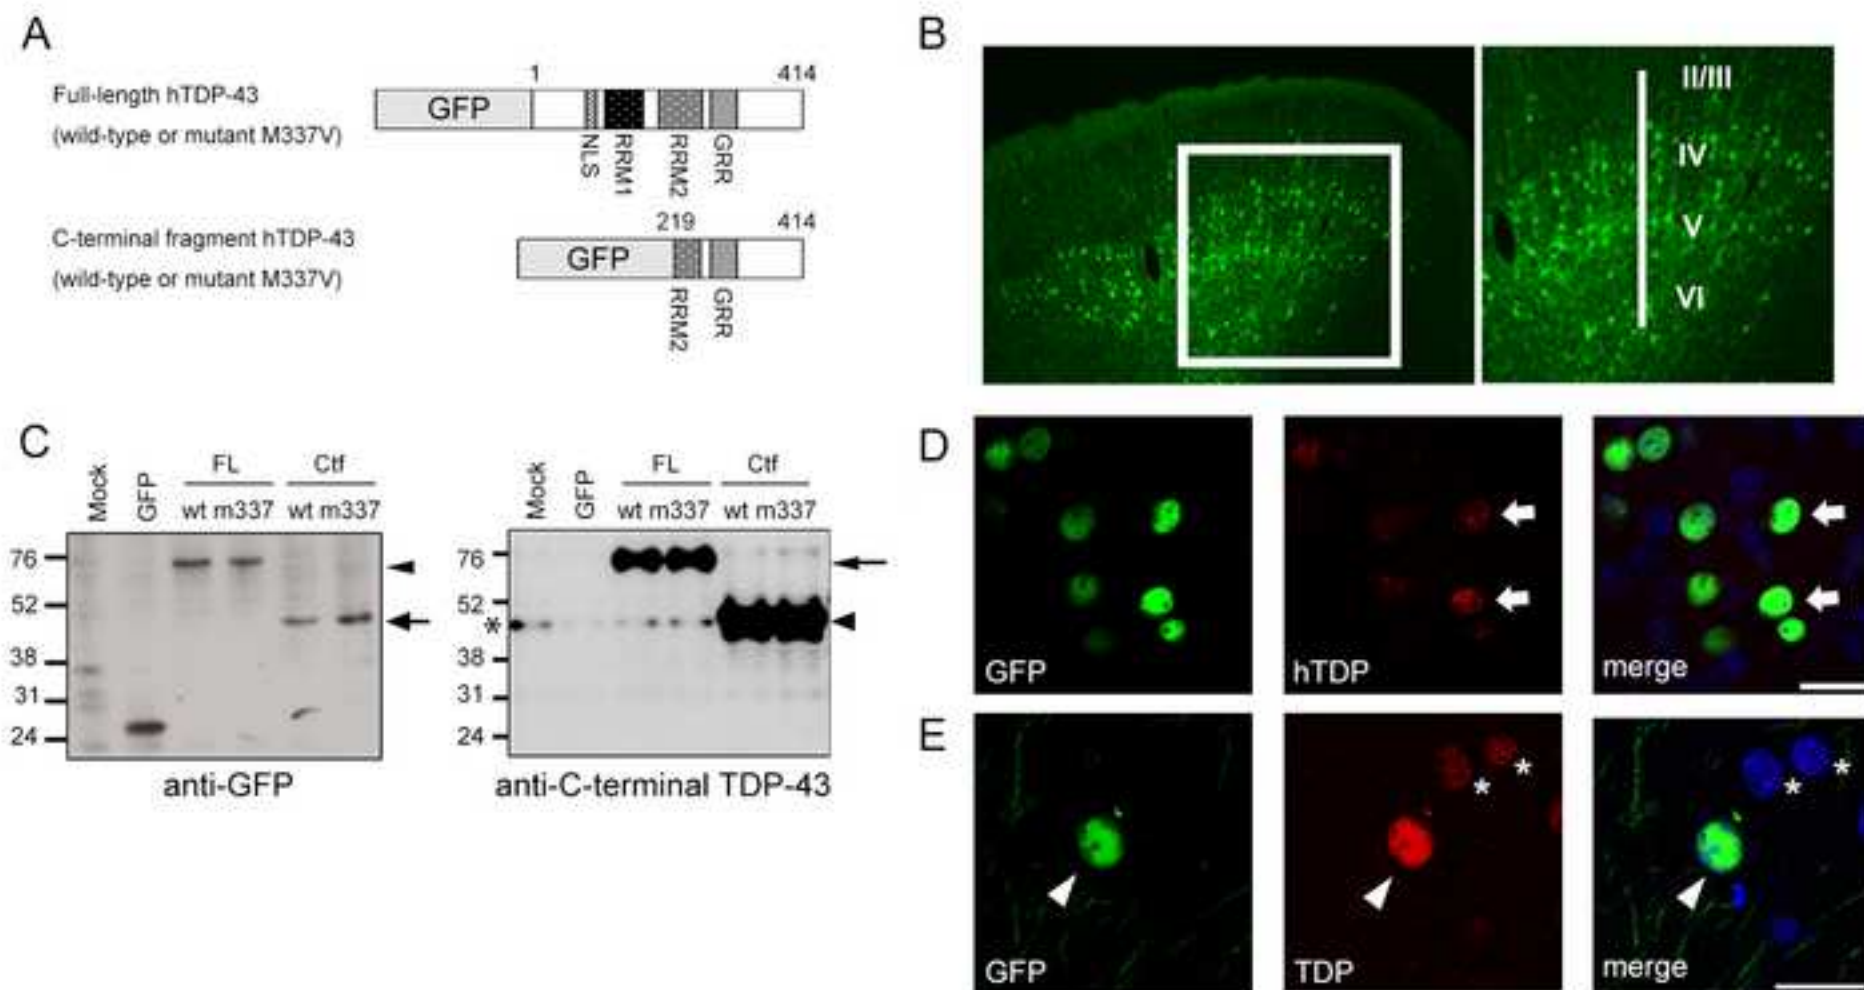 A
1 414
Full-length hTDP-43
(wild-type or mutant M337V)
GFP
NLS
RRM1
RRM2
GRR
219 414
C-terminal fragment hTDP-43
(wild-type or mutant M337V)
GFP
RRM2
GRR
B
II/III
IV
V
VI
C
Mock
GFP
FL Ctf
wt m337 wt m337
76
52
38
31
24
anti-GFP
Mock
GFP
FL Ctf
wt m337 wt m337
76
52
*
38
31
24
anti-C-terminal TDP-43
D
GFP
hTDP
merge
E
* *
* *
GFP
TDP
merge